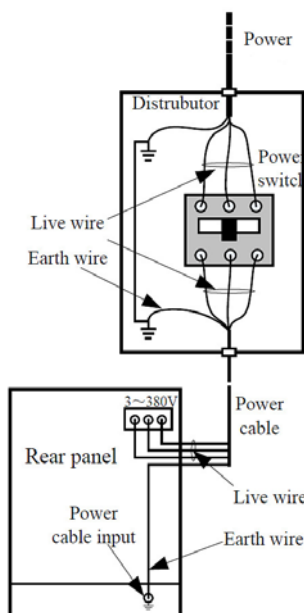 Power
Distrubutor
Power
switch
Live wire
Earth wire
3～380V
Power
cable
Rear panel
Live wire
Power
cable input
Earth wire